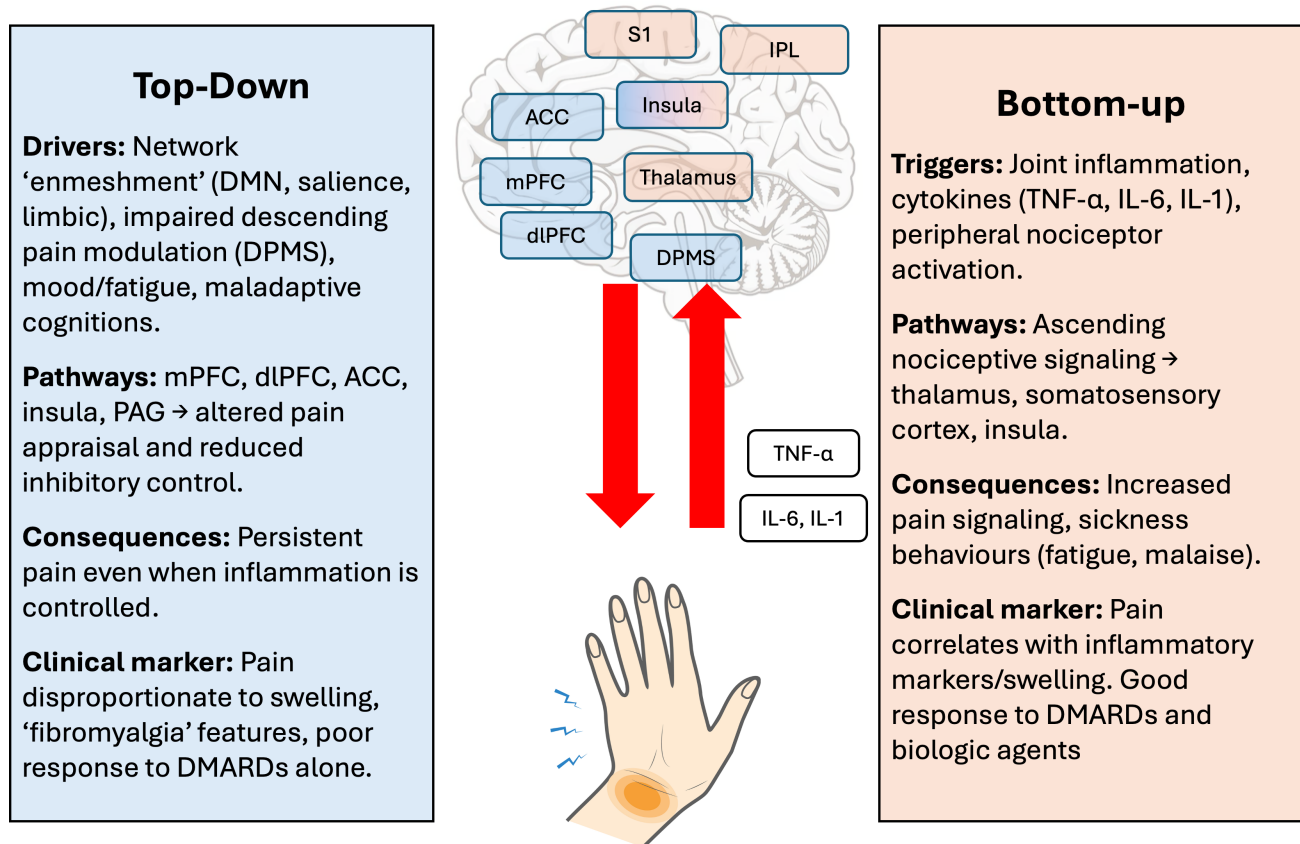 Top-Down
Drivers: Network
‘enmeshment’ (DMN, salience,
limbic), impaired descending
pain modulation (DPMS),
mood/fatigue, maladaptive
cognitions.
Pathways: mPFC, dlPFC, ACC,
insula, PAG → altered pain
appraisal and reduced
inhibitory control.
Consequences: Persistent
pain even when inflammation is
controlled.
Clinical marker: Pain
disproportionate to swelling,
‘fibromyalgia’ features, poor
response to DMARDs alone.
S1
IPL
Insula
ACC
Thalamus
mPFC
dlPFC
DPMS
TNF-α
IL-6, IL-1
Bottom-up
Triggers: Joint inflammation,
cytokines (TNF-α, IL-6, IL-1),
peripheral nociceptor
activation.
Pathways: Ascending
nociceptive signaling →
thalamus, somatosensory
cortex, insula.
Consequences: Increased
pain signaling, sickness
behaviours (fatigue, malaise).
Clinical marker: Pain
correlates with inflammatory
markers/swelling. Good
response to DMARDs and
biologic agents